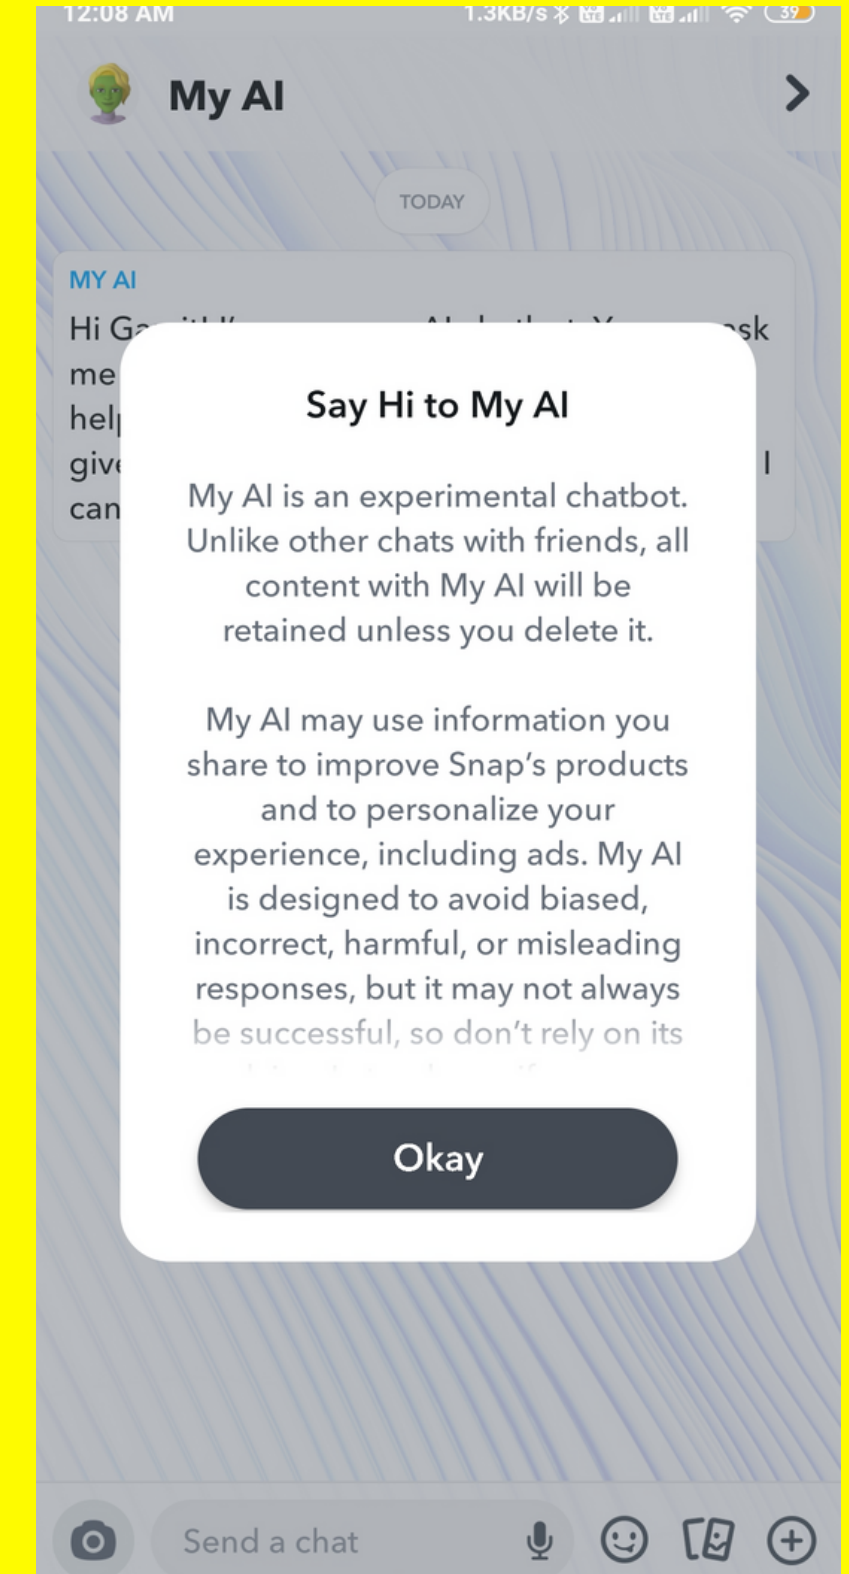 12:08 AM 1.3KB/s 39
My AI
TODAY
MY AI
Hi
me
give
can
I
Say Hi to My AI
My AI is an experimental chatbot.
Unlike other chats with friends, all
content with My AI will be
retained unless you delete it.
My AI may use information you
share to improve Snap’s products
and to personalize your
experience, including ads. My AI
is designed to avoid biased,
incorrect, harmful, or misleading
responses, but it may not always
be successful, so don’t rely on its
Okay
Send a chat